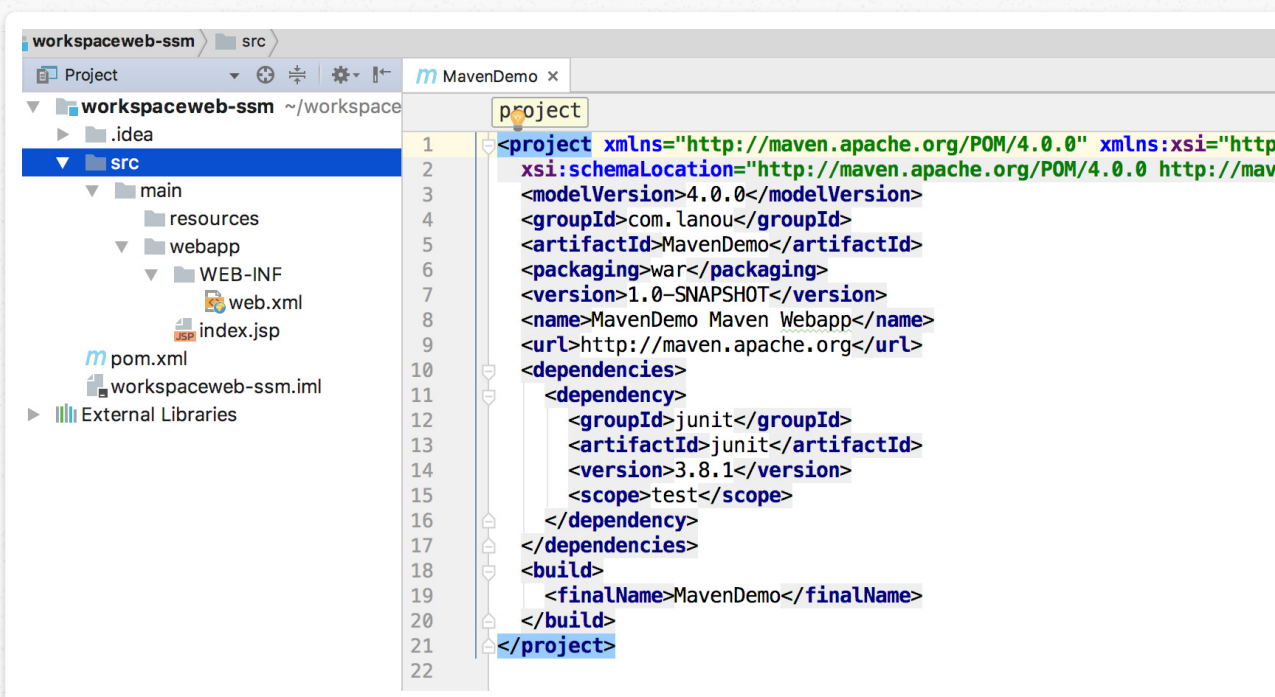 workspaceweb-ssm src
Project
MavenDemo
workspaceweb-ssm ~/workspace
.idea
src
main
resources
webapp
WEB-INF
web.xml
JSP index.jsp
m pom.xml
workspaceweb-ssm.iml
External Libraries
project
1 <project xmlns="http://maven.apache.org/POM/4.0.0" xmlns:xsi="http
2 xsi:schemaLocation="http://maven.apache.org/POM/4.0.0 http://mav
3 <modelVersion>4.0.0</modelVersion>
4 <groupId>com.lanou</groupId>
5 <artifactId>MavenDemo</artifactId>
6 <packaging>war</packaging>
7 <version>1.0-SNAPSHOT</version>
8 <name>MavenDemo Maven Webapp</name>
9 <url>http://maven.apache.org</url>
10 <dependencies>
11 <dependency>
12 <groupId>junit</groupId>
13 <artifactId>junit</artifactId>
14 <version>3.8.1</version>
15 <scope>test</scope>
16 </dependency>
17 </dependencies>
18 <build>
19 <finalName>MavenDemo</finalName>
20 </build>
21 </project>
22